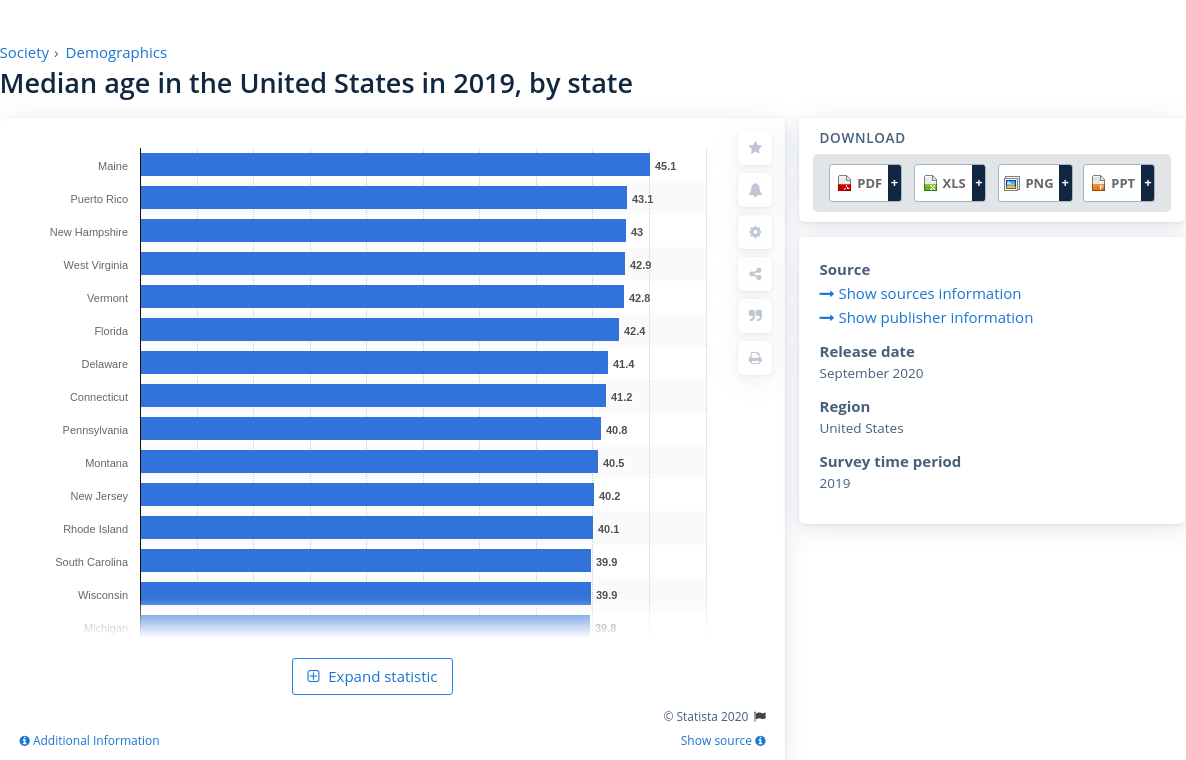 Society › Demographics
Median age in the United States in 2019, by state
Maine 45.1
Puerto Rico 43.1
New Hampshire 43
West Virginia 42.9
Vermont 42.8
Florida 42.4
Delaware 41.4
Connecticut 41.2
Pennsylvania 40.8
Montana 40.5
New Jersey 40.2
Rhode Island 40.1
South Carolina 39.9
Wisconsin 39.9
Michigan 39.8
Expand statistic
© Statista 2020
Additional Information
Show source
DOWNLOAD
PDF + XLS + PNG + PPT +
Source
Show sources information
Show publisher information
Release date
September 2020
Region
United States
Survey time period
2019